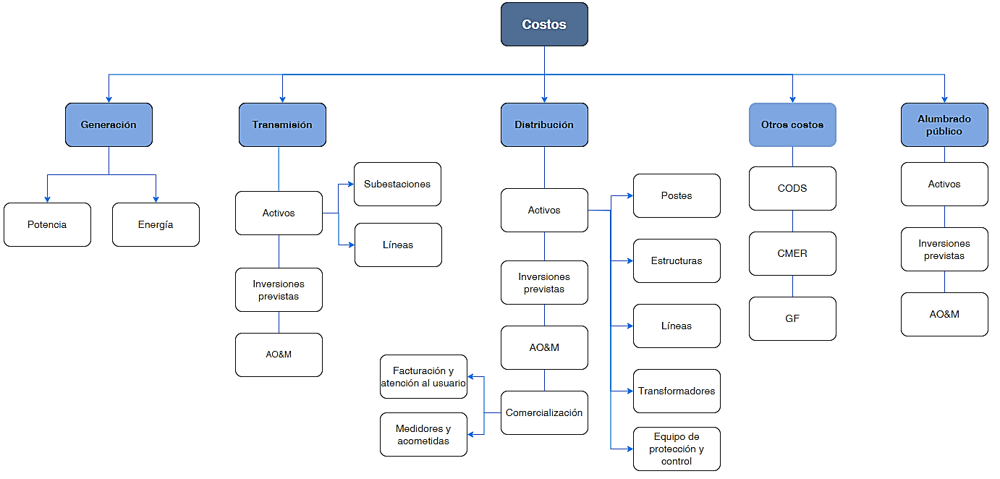 Costos
Generación
Transmisión
Distribución
Otros costos
Alumbrado
público
Potencia
Energía
Activos
Subestaciones
Líneas
Inversiones
previstas
AO&M
Activos
Postes
Estructuras
Líneas
Transformadores
Equipo de
protección y
control
Inversiones
previstas
AO&M
Comercialización
Facturación y
atención al usuario
Medidores y
acometidas
CODS
CMER
GF
Activos
Inversiones
previstas
AO&M